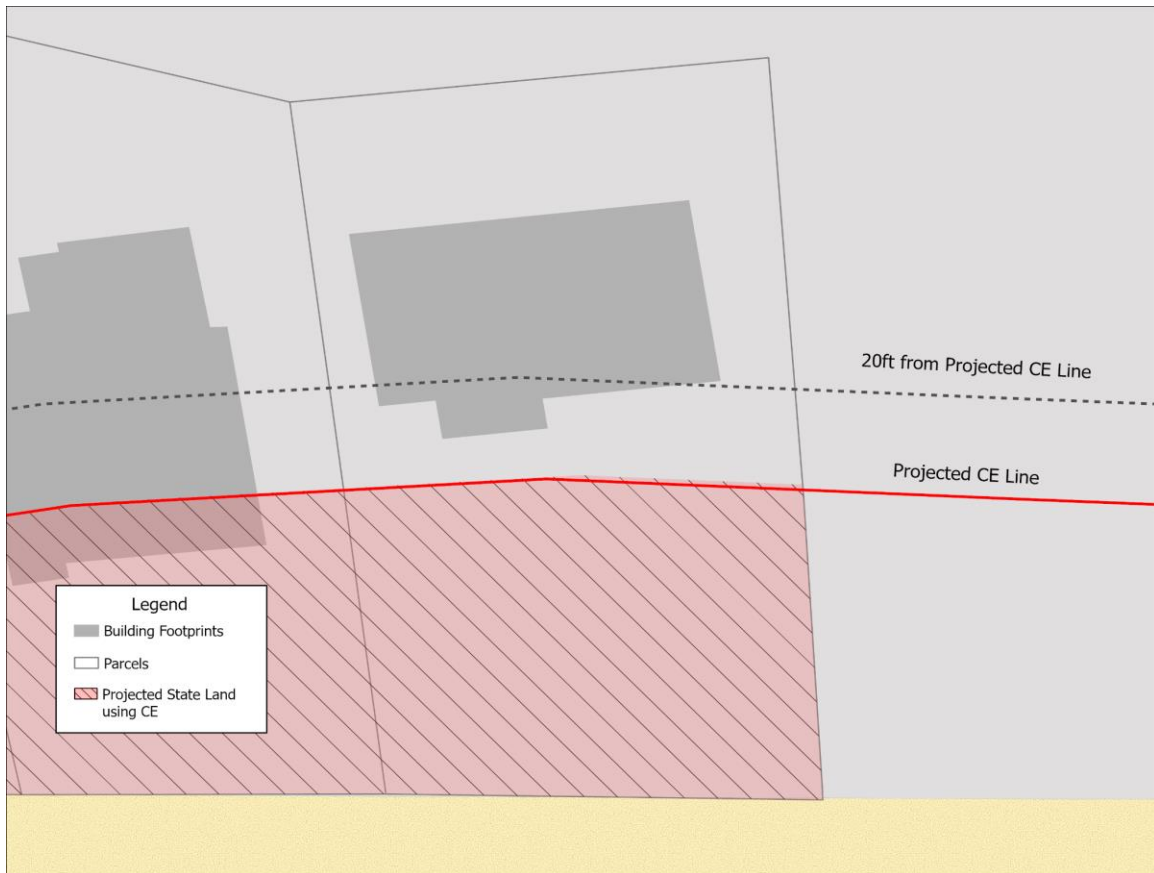 20ft from Projected CE Line
Projected CE Line
Legend
Building Footprints
Parcels
Projected State Land
using CE